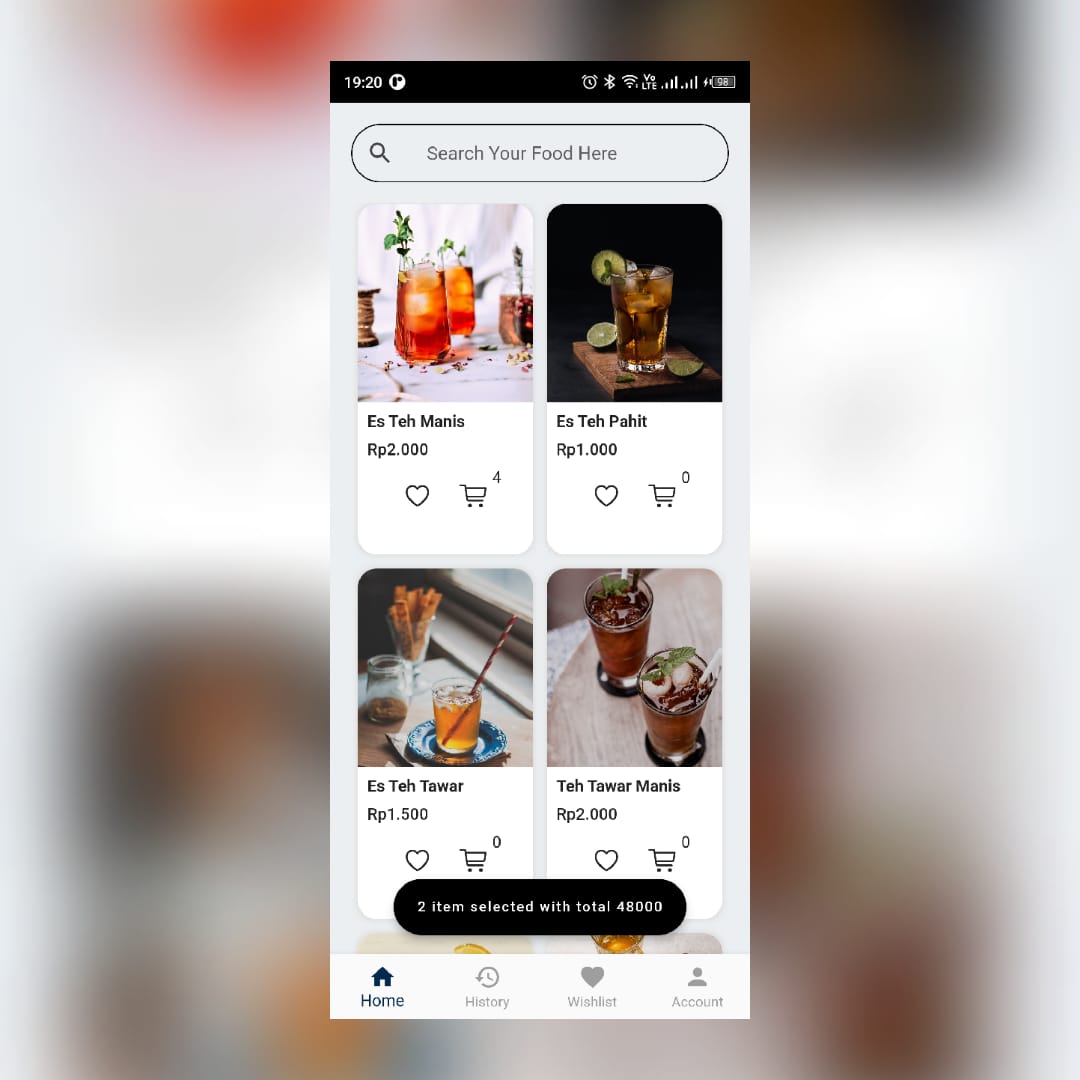 19:20
Vo LTE 98
Search Your Food Here
Es Teh Manis
Rp2.000
4
Es Teh Pahit
Rp1.000
0
Es Teh Tawar
Rp1.500
0
Teh Tawar Manis
Rp2.000
0
2 item selected with total 48000
Home
History
Wishlist
Account